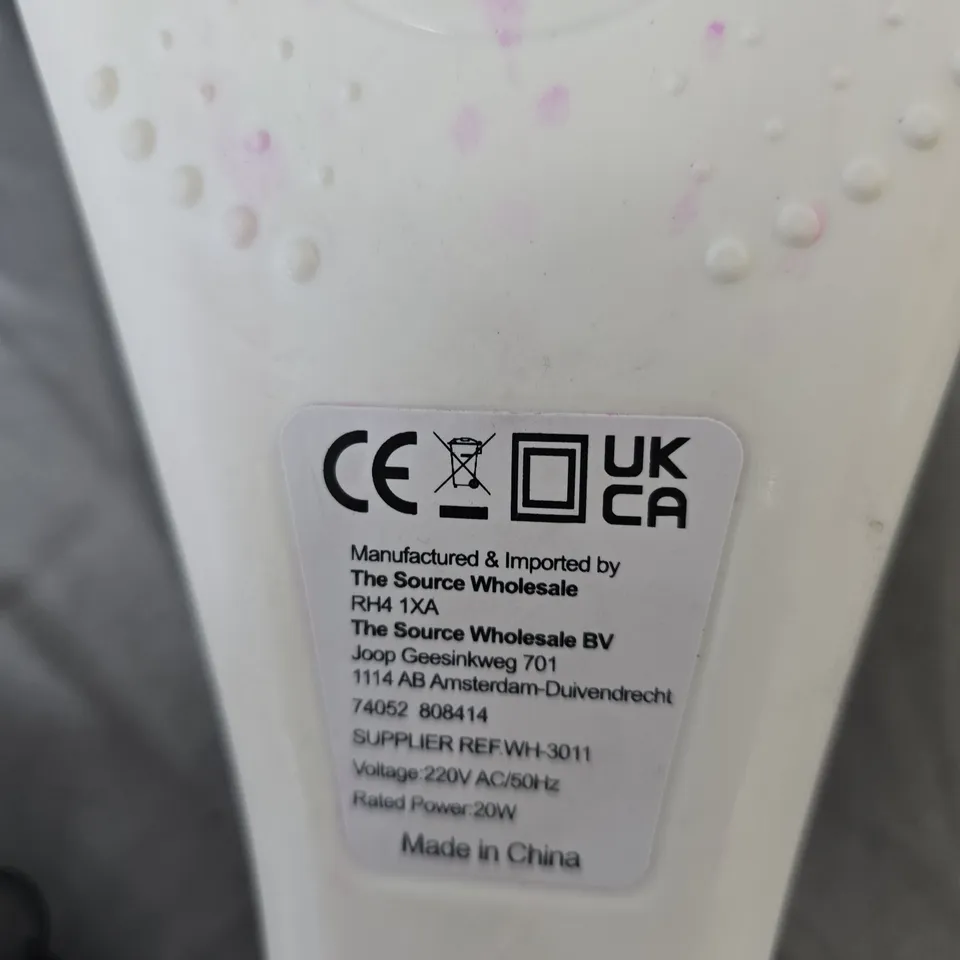 CE UK
CA
Manufactured & Imported by
The Source Wholesale
RH4 1XA
The Source Wholesale BV
Joop Geesinkweg 701
1114 AB Amsterdam-Duivendrecht
74052 808414
SUPPLIER REF.WH-3011
Voltage:220V AC/50Hz
Rated Power:20W
Made in China